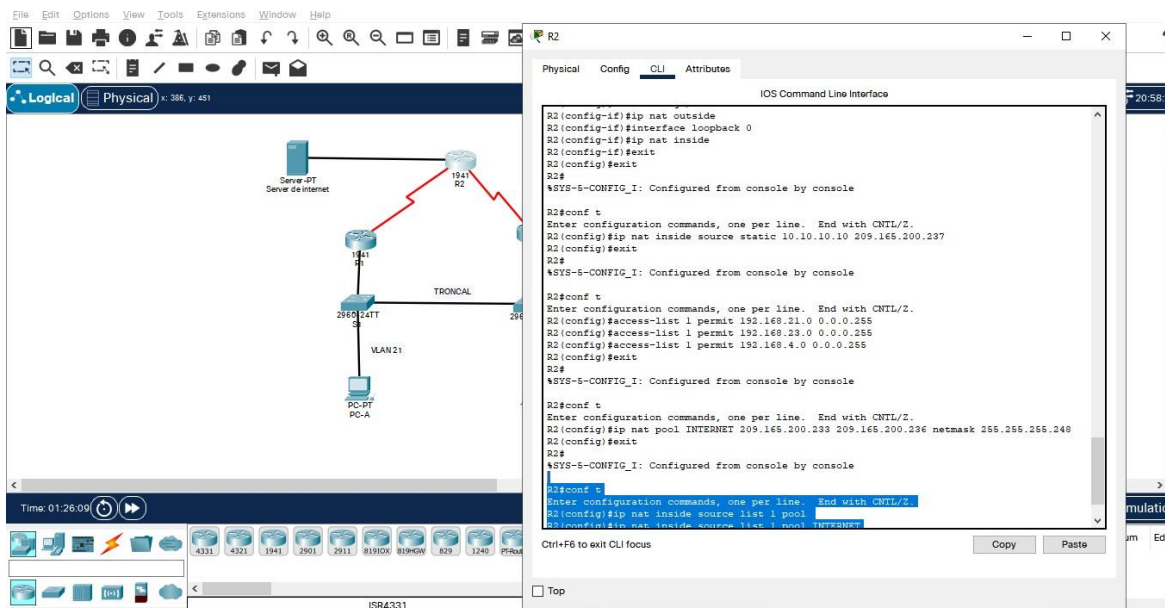 File Edit Options View Tools Extensions Window Help
Logical Physical x: 386, y: 451
Server-PT
Server de internet
1941
R2
1941
R1
TRONCAL
2960-24TT
S1
296
VLAN 21
PC-PT
PC-A
Time: 01:26:09
4331 4321 1941 2901 2911 819IOX 819HGW 829 1240
ISR4331
R2
Physical Config CLI Attributes
IOS Command Line Interface
R2(config-if)#ip nat outside
R2(config-if)#interface loopback 0
R2(config-if)#ip nat inside
R2(config-if)#exit
R2(config)#exit
R2#
%SYS-5-CONFIG_I: Configured from console by console
R2#conf t
Enter configuration commands, one per line. End with CNTL/Z.
R2(config)#ip nat inside source static 10.10.10.10 209.165.200.237
R2(config)#exit
R2#
%SYS-5-CONFIG_I: Configured from console by console
R2#conf t
Enter configuration commands, one per line. End with CNTL/Z.
R2(config)#access-list 1 permit 192.168.21.0 0.0.0.255
R2(config)#access-list 1 permit 192.168.23.0 0.0.0.255
R2(config)#access-list 1 permit 192.168.4.0 0.0.0.255
R2(config)#exit
R2#
%SYS-5-CONFIG_I: Configured from console by console
R2#conf t
Enter configuration commands, one per line. End with CNTL/Z.
R2(config)#ip nat pool INTERNET 209.165.200.233 209.165.200.236 netmask 255.255.255.248
R2(config)#exit
R2#
%SYS-5-CONFIG_I: Configured from console by console
R2#conf t
Enter configuration commands, one per line. End with CNTL/Z.
R2(config)#ip nat inside source list 1 pool
R2(config)#ip nat inside source list 1 pool INTERNET
Ctrl+F6 to exit CLI focus
Copy Paste
Top
20:58:
mulatio
um Ed